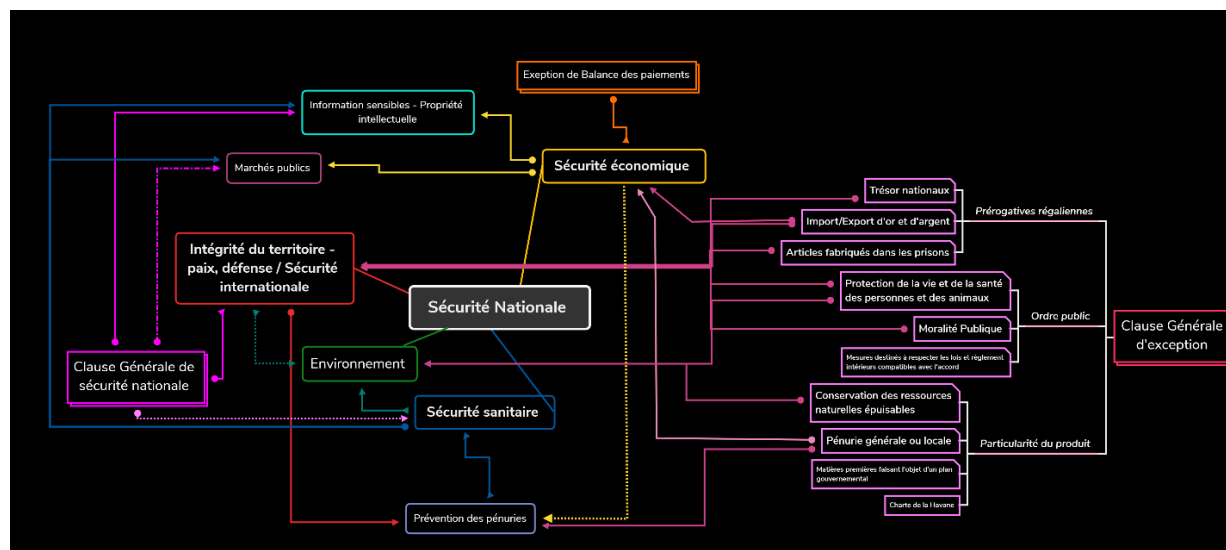 Exeption de Balance des paiements
Information sensibles - Propriété
intellectuelle
Marchés publics
Sécurité économique
Trésor nationaux
Import/Export d'or et d'argent
Articles fabriqués dans les prisons
Prérogatives régaliennes
Intégrité du territoire -
paix, défense / Sécurité
internationale
Sécurité Nationale
Protection de la vie et de la santé
des personnes et des animaux
Moralité Publique
Mesures destinés à respecter les lois et règlement
intérieurs compatibles avec l'accord
Ordre public
Clause Générale
d'exception
Clause Générale de
sécurité nationale
Environnement
Sécurité sanitaire
Conservation des ressources
naturelles épuisables
Pénurie générale ou locale
Matières premières faisant l'objet d'un plan
gouvernemental
Charte de la Havane
Particularité du produit
Prévention des pénuries